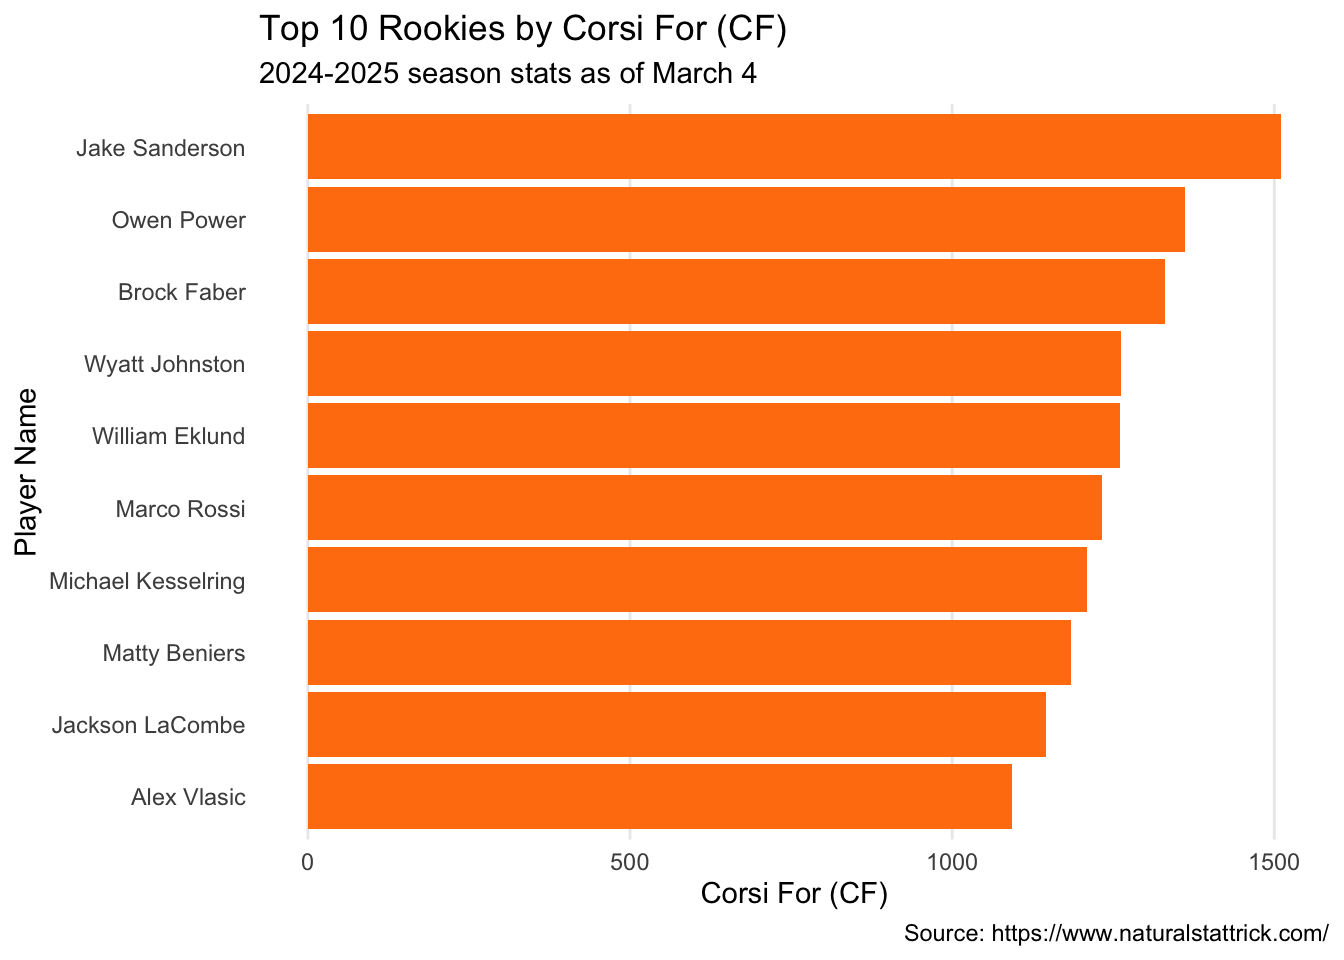 Top 10 Rookies by Corsi For (CF)
2024-2025 season stats as of March 4
Player Name
Jake Sanderson
Owen Power
Brock Faber
Wyatt Johnston
William Eklund
Marco Rossi
Michael Kesselring
Matty Beniers
Jackson LaCombe
Alex Vlasic
0 500 1000 1500
Corsi For (CF)
Source: https://www.naturalstattrick.com/